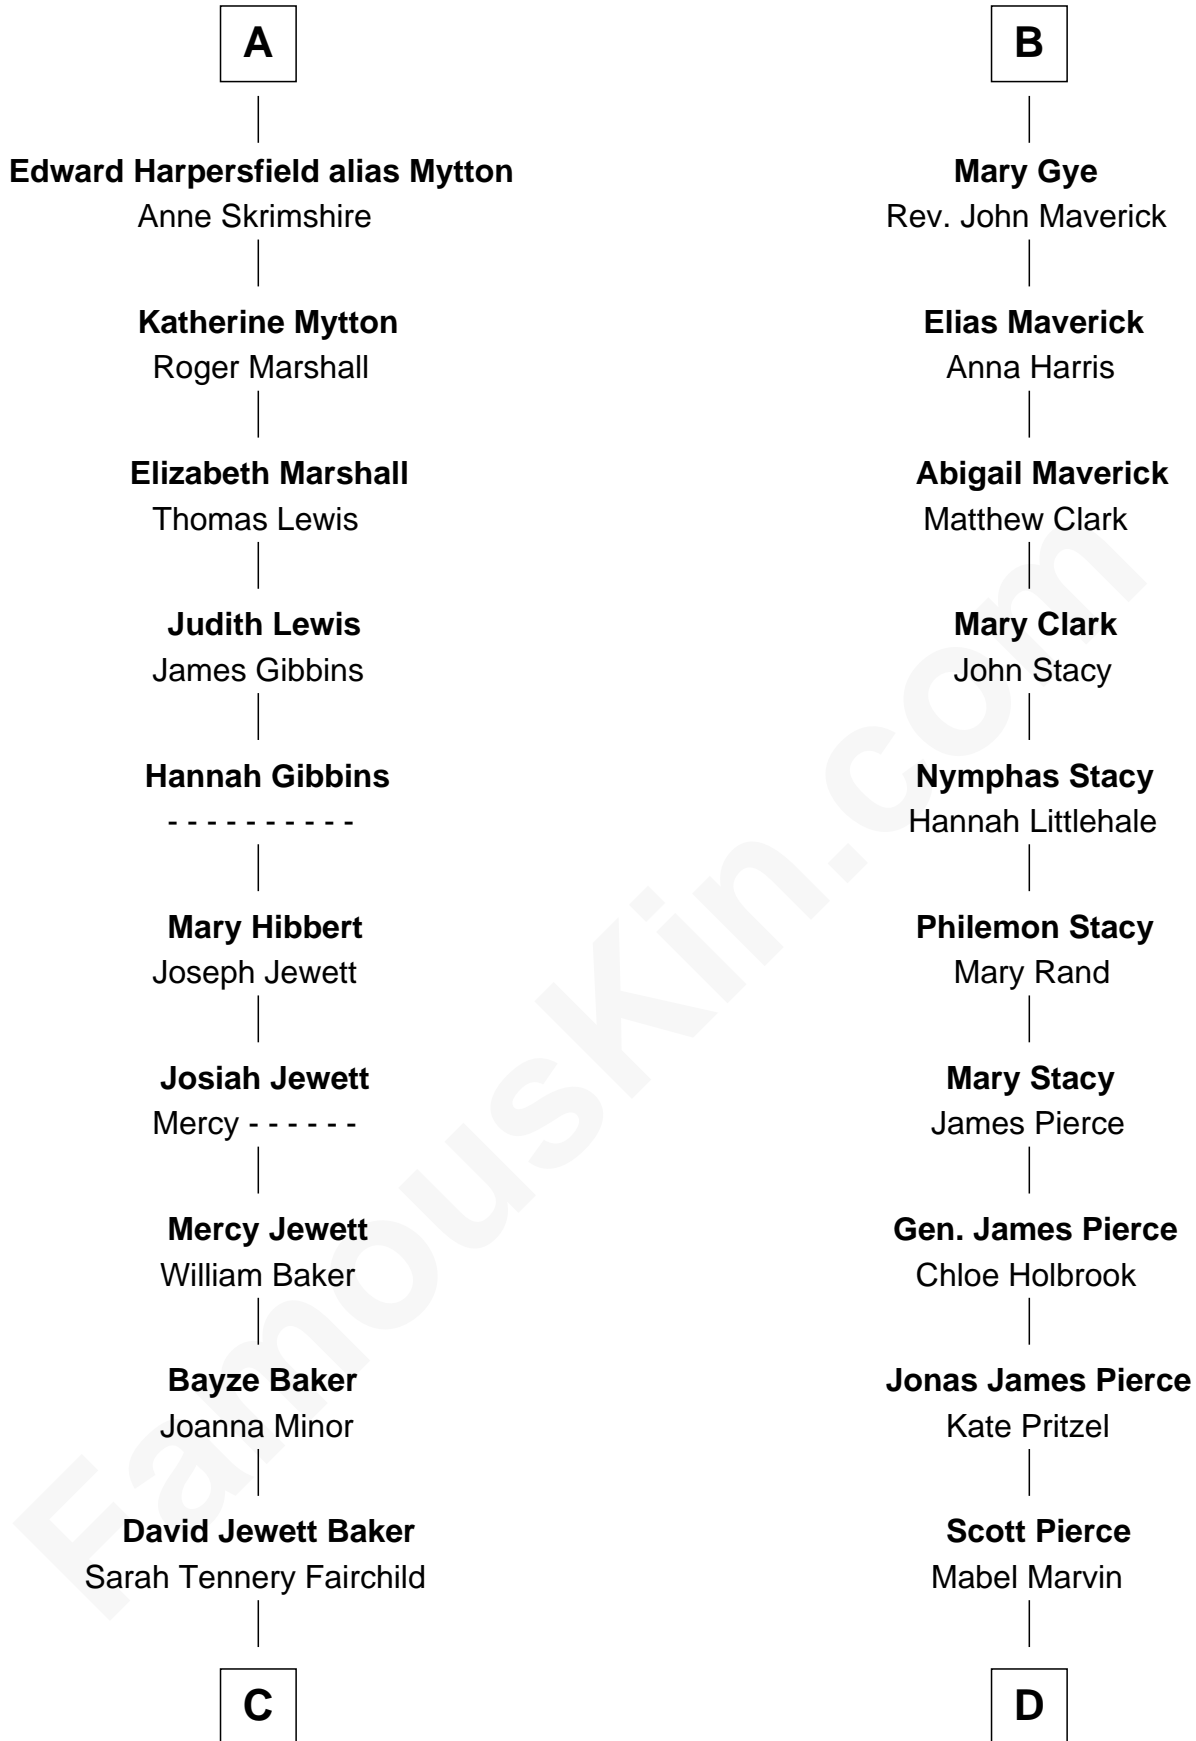 A
Edward Harpersfield alias Mytton
Anne Skrimshire
Katherine Mytton
Roger Marshall
Elizabeth Marshall
Thomas Lewis
Judith Lewis
James Gibbins
Hannah Gibbins
- - - - - - - - - -
Mary Hibbert
Joseph Jewett
Josiah Jewett
Mercy - - - - - -
Mercy Jewett
William Baker
Bayze Baker
Joanna Minor
David Jewett Baker
Sarah Tennery Fairchild
C
B
Mary Gye
Rev. John Maverick
Elias Maverick
Anna Harris
Abigail Maverick
Matthew Clark
Mary Clark
John Stacy
Nymphas Stacy
Hannah Littlehale
Philemon Stacy
Mary Rand
Mary Stacy
James Pierce
Gen. James Pierce
Chloe Holbrook
Jonas James Pierce
Kate Pritzel
Scott Pierce
Mabel Marvin
D
FamousKin.com